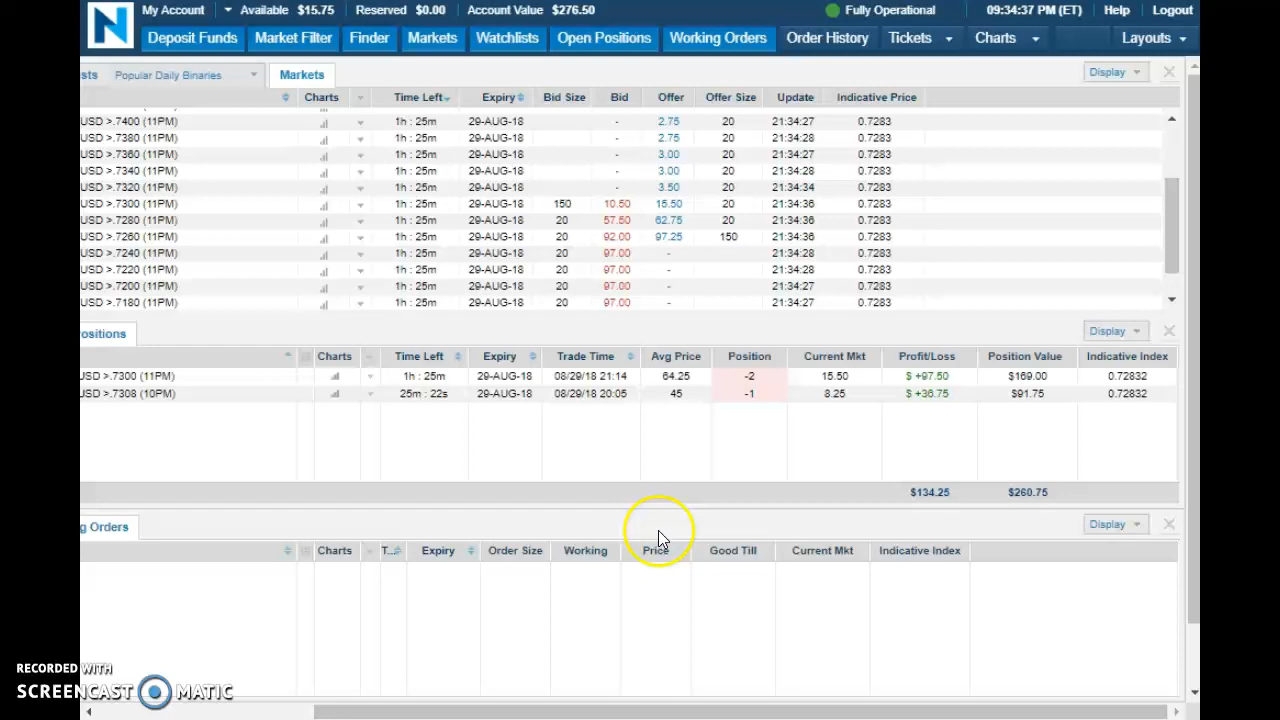 N My Account Available $15.75 Reserved $0.00 Account Value $276.50 Fully Operational 09:34:37 PM (ET) Help Logout
Deposit Funds Market Filter Finder Markets Watchlists Open Positions Working Orders Order History Tickets Charts Layouts
sts Popular Daily Binaries Markets Display
Charts Time Left Expiry Bid Size Bid Offer Offer Size Update Indicative Price
USD >.7400 (11PM) 1h : 25m 29-AUG-18 - 2.75 20 21:34:27 0.7283
USD >.7380 (11PM) 1h : 25m 29-AUG-18 - 2.75 20 21:34:28 0.7283
USD >.7360 (11PM) 1h : 25m 29-AUG-18 - 3.00 20 21:34:27 0.7283
USD >.7340 (11PM) 1h : 25m 29-AUG-18 - 3.00 20 21:34:28 0.7283
USD >.7320 (11PM) 1h : 25m 29-AUG-18 - 3.50 20 21:34:34 0.7283
USD >.7300 (11PM) 1h : 25m 29-AUG-18 150 10.50 15.50 20 21:34:36 0.7283
USD >.7280 (11PM) 1h : 25m 29-AUG-18 20 57.50 62.75 20 21:34:36 0.7283
USD >.7260 (11PM) 1h : 25m 29-AUG-18 20 92.00 97.25 150 21:34:36 0.7283
USD >.7240 (11PM) 1h : 25m 29-AUG-18 20 97.00 - 21:34:28 0.7283
USD >.7220 (11PM) 1h : 25m 29-AUG-18 20 97.00 - 21:34:28 0.7283
USD >.7200 (11PM) 1h : 25m 29-AUG-18 20 97.00 - 21:34:27 0.7283
USD >.7180 (11PM) 1h : 25m 29-AUG-18 20 97.00 - 21:34:27 0.7283
ositions Display
Charts Time Left Expiry Trade Time Avg Price Position Current Mkt Profit/Loss Position Value Indicative Index
USD >.7300 (11PM) 1h : 25m 29-AUG-18 08/29/18 21:14 64.25 -2 15.50 $ +97.50 $169.00 0.72832
USD >.7308 (10PM) 25m : 22s 29-AUG-18 08/29/18 20:05 45 -1 8.25 $ +36.75 $91.75 0.72832
$134.25 $260.75
g Orders Display
Charts T... Expiry Order Size Working Price Good Till Current Mkt Indicative Index
RECORDED WITH
SCREENCAST MATIC